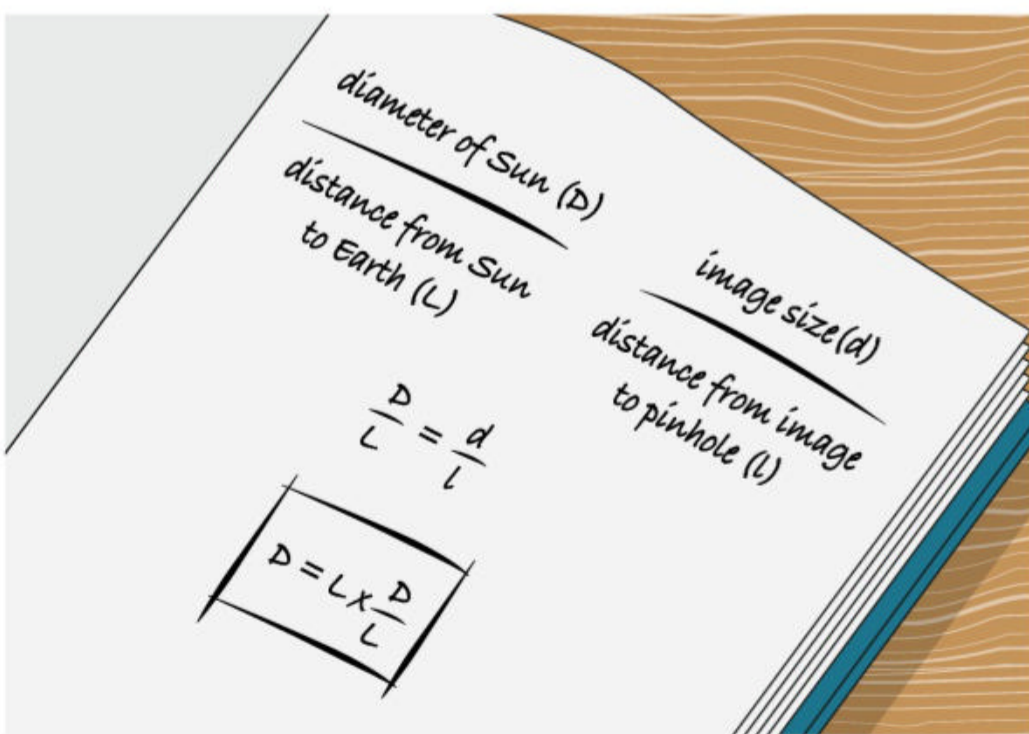 diameter of Sun (D)
distance from Sun
to Earth (L)
image size (d)
distance from image
to pinhole (l)
D
L
=
d
l
D = L x
D
L